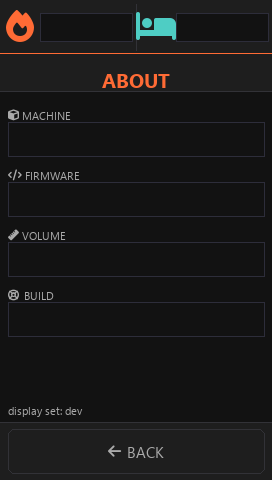 ABOUT
MACHINE
FIRMWARE
VOLUME
BUILD
display set: dev
BACK